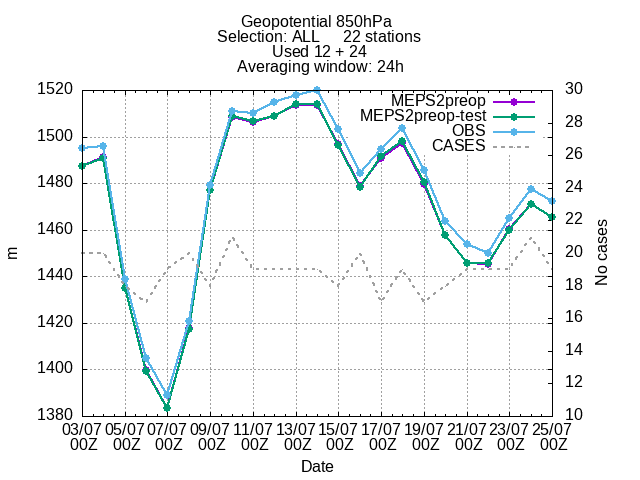 Geopotential 850hPa
Selection: ALL 22 stations
Used 12 + 24
Averaging window: 24h
MEPS2preop
MEPS2preop-test
OBS
CASES
m
1520
1500
1480
1460
1440
1420
1400
1380
30
28
26
24
22
20
18
16
14
12
10
No cases
03/07 05/07 07/07 09/07 11/07 13/07 15/07 17/07 19/07 21/07 23/07 25/07
00Z 00Z 00Z 00Z 00Z 00Z 00Z 00Z 00Z 00Z 00Z 00Z
Date